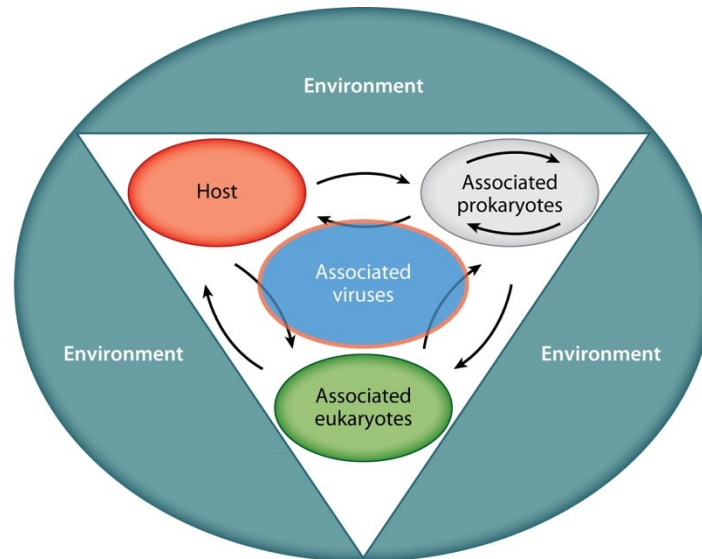 Environment
Host
Associated
prokaryotes
Associated
viruses
Environment
Environment
Associated
eukaryotes